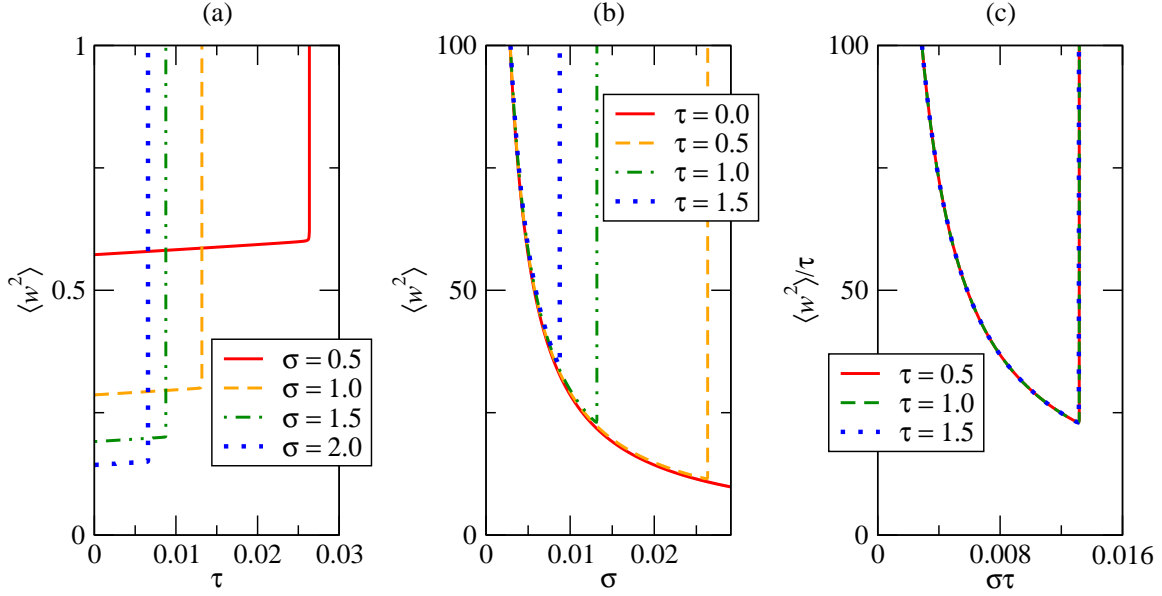 (a)
1
0.5
0
⟨w²⟩
0
0.01
0.02
0.03
τ
σ = 0.5
σ = 1.0
σ = 1.5
σ = 2.0
(b)
100
50
0
⟨w²⟩
0
0.01
0.02
σ
τ = 0.0
τ = 0.5
τ = 1.0
τ = 1.5
(c)
100
50
0
⟨w²⟩/τ
0
0.008
0.016
στ
τ = 0.5
τ = 1.0
τ = 1.5